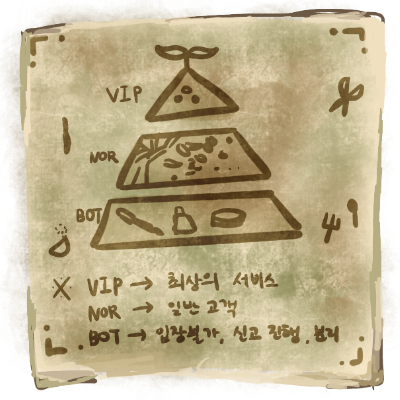 VIP
NOR
BOT
VIP → 최상의 서비스
NOR → 일반 고객
BOT → 입장불가, 신고 진행, 분리